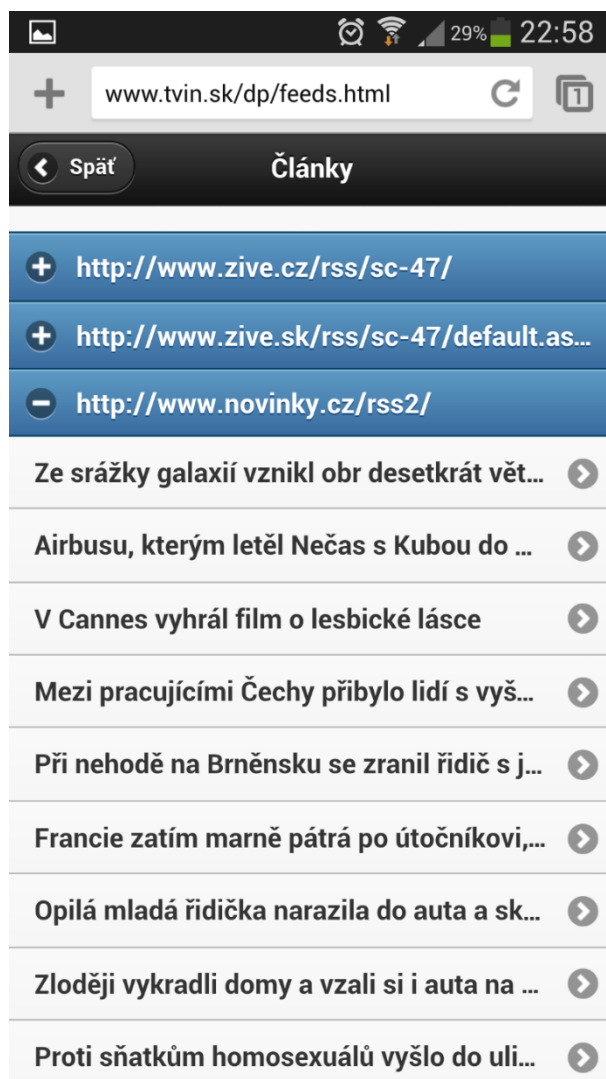 29% 22:58
www.tvin.sk/dp/feeds.html 1
Späť Články
http://www.zive.cz/rss/sc-47/
http://www.zive.sk/rss/sc-47/default.as...
http://www.novinky.cz/rss2/
Ze srážky galaxií vznikl obr desetkrát vět...
Airbusu, kterým letěl Nečas s Kubou do ...
V Cannes vyhrál film o lesbické lásce
Mezi pracujícími Čechy přibylo lidí s vyš...
Při nehodě na Brněnsku se zranil řidič s j...
Francie zatím marně pátrá po útočníkovi,...
Opilá mladá řidička narazila do auta a sk...
Zloději vykradli domy a vzali si i auta na ...
Proti sňatkům homosexuálů vyšlo do uli...